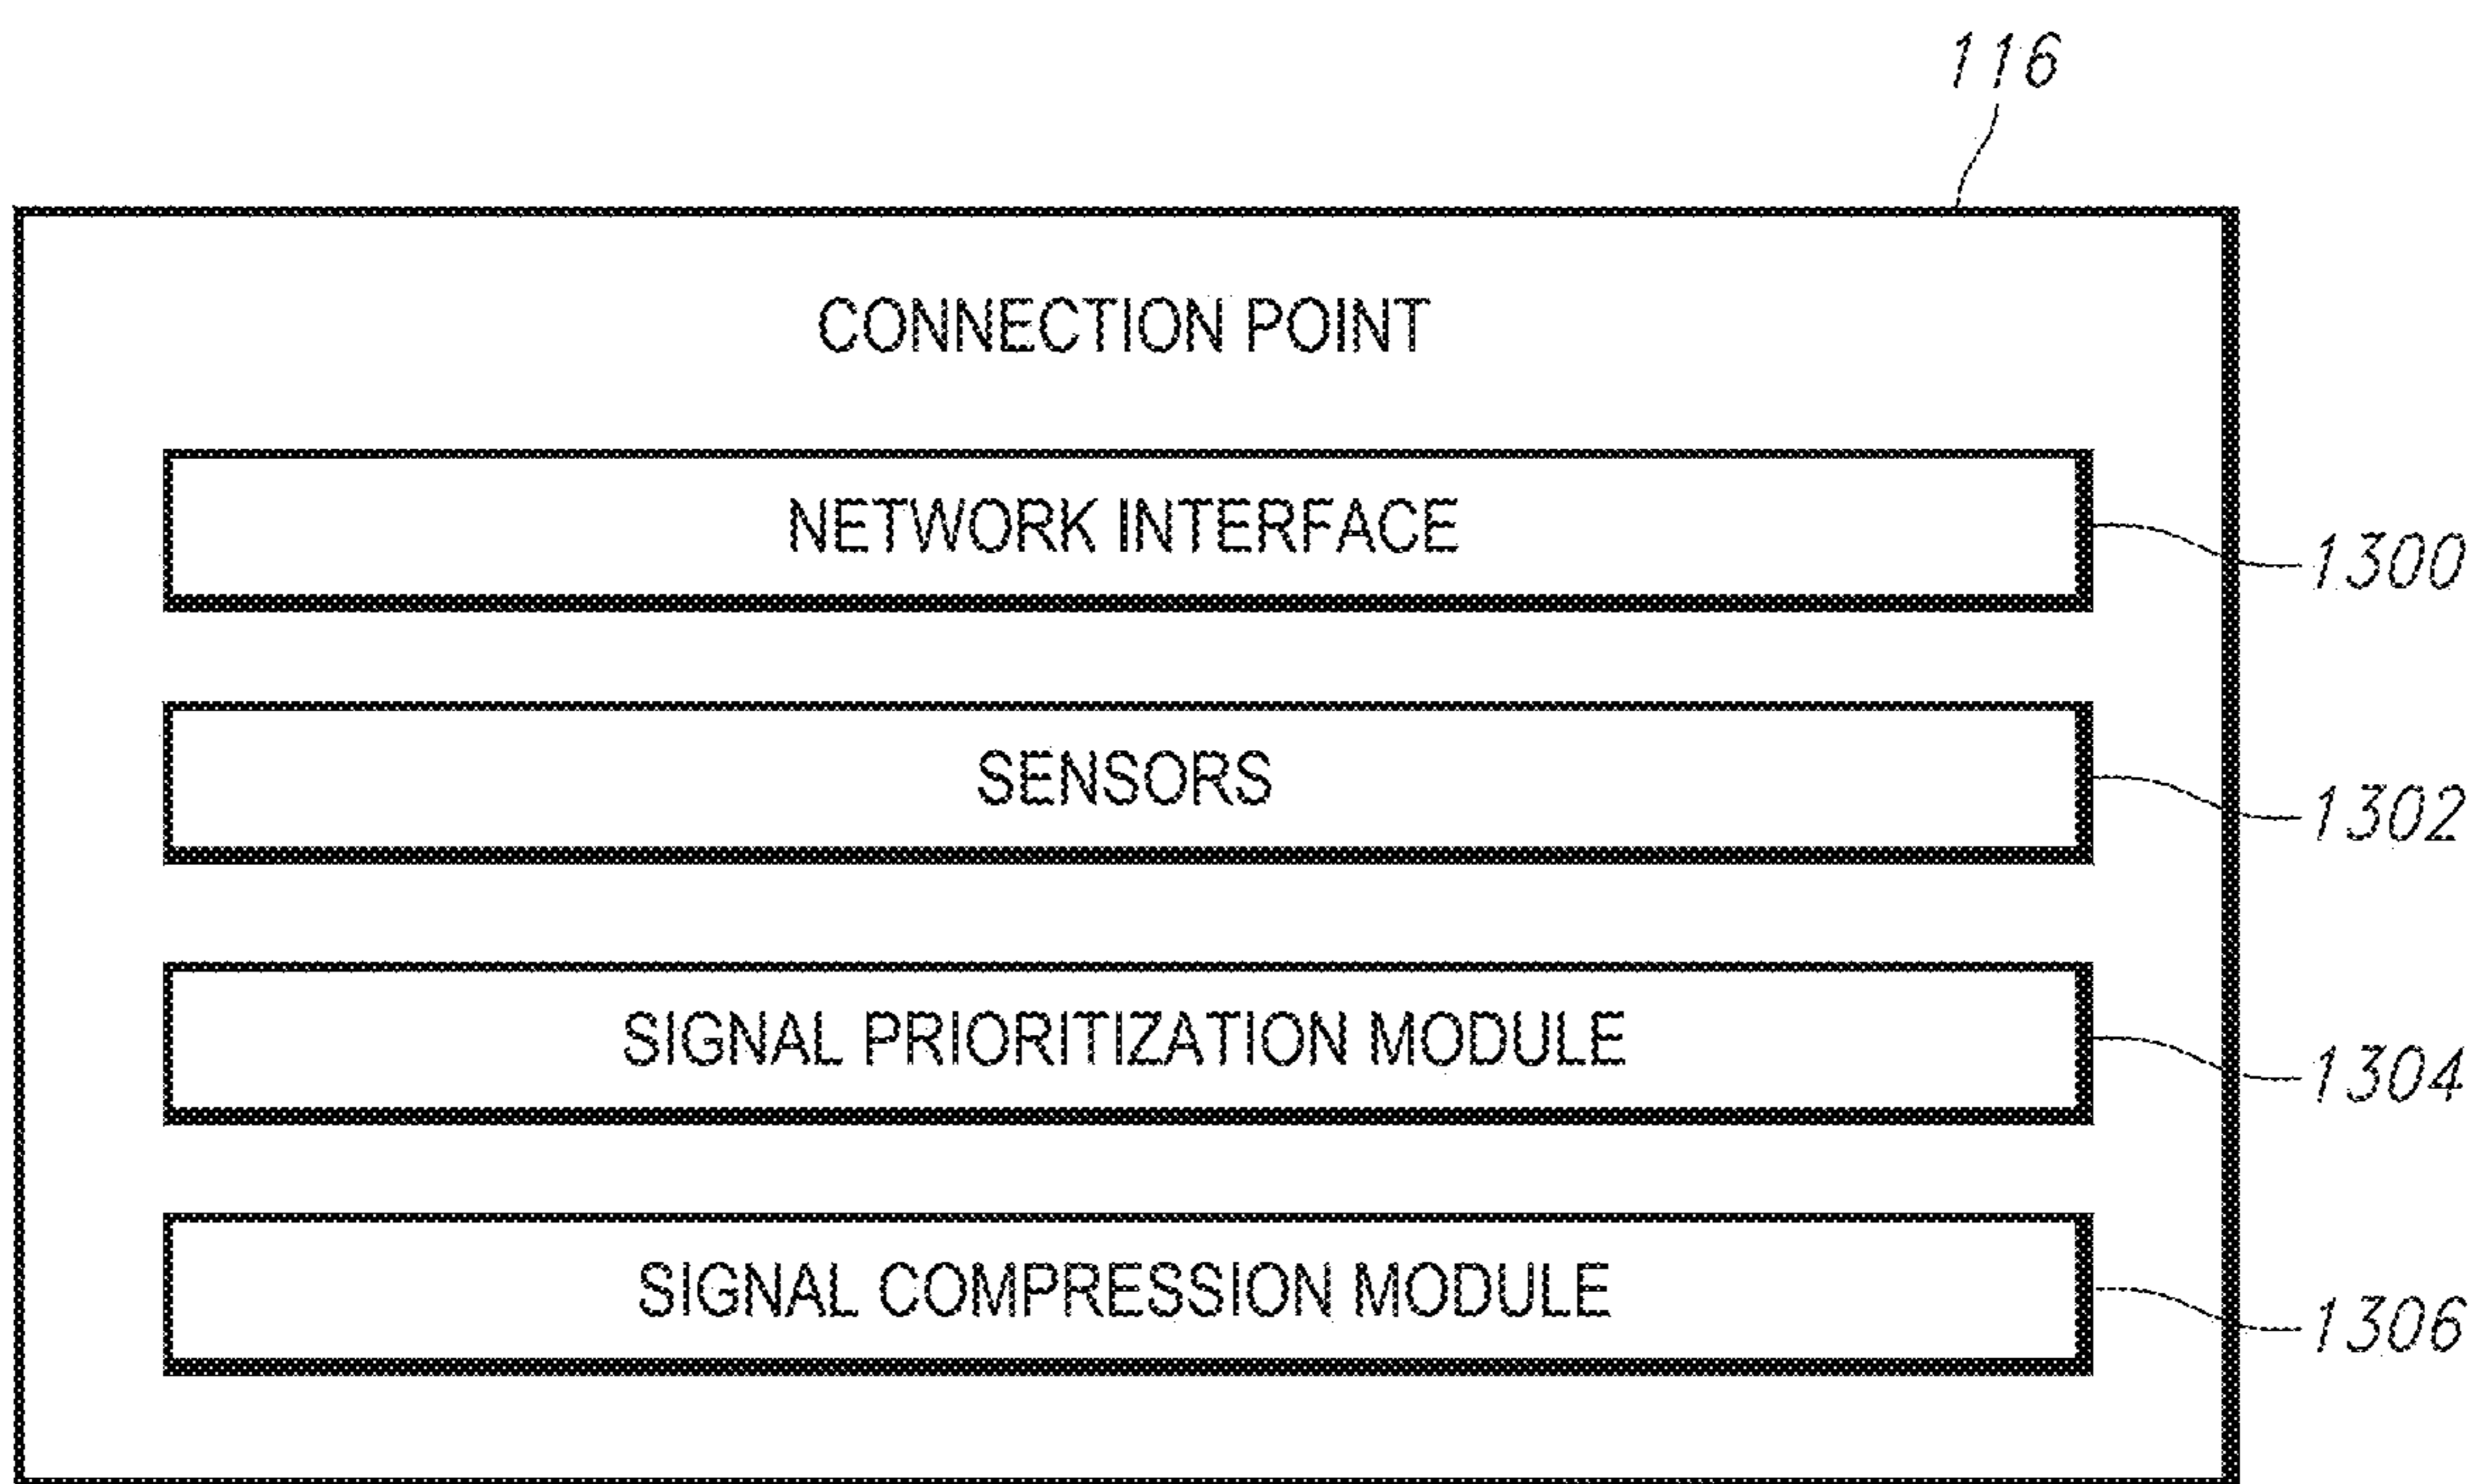 116
CONNECTION POINT
NETWORK INTERFACE
1300
SENSORS
1302
SIGNAL PRIORITIZATION MODULE
1304
SIGNAL COMPRESSION MODULE
1306